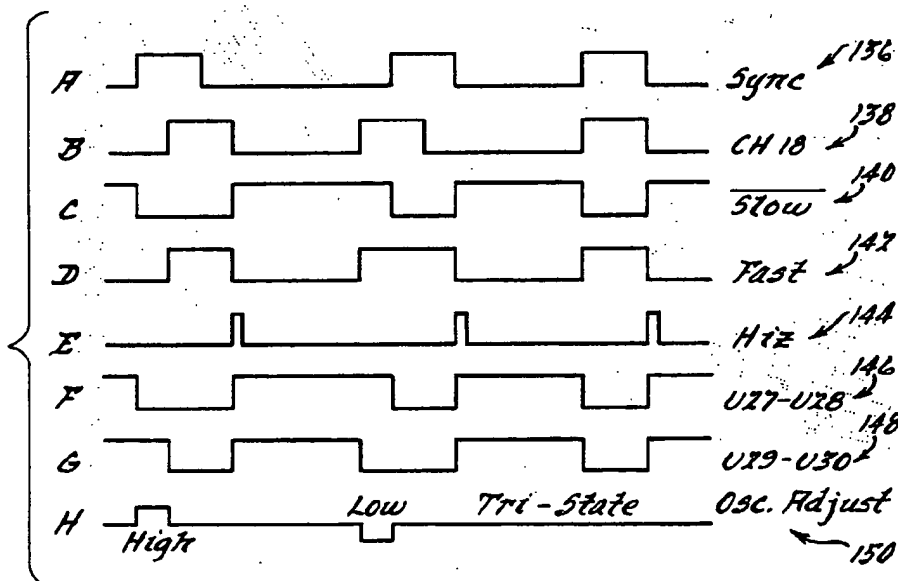 136
A Sync
138
B CH 18
140
C Slow
142
D Fast
144
E Hiz
146
F U27-U28
148
G U29-U30
Low Tri-State Osc. Adjust
H
High
150